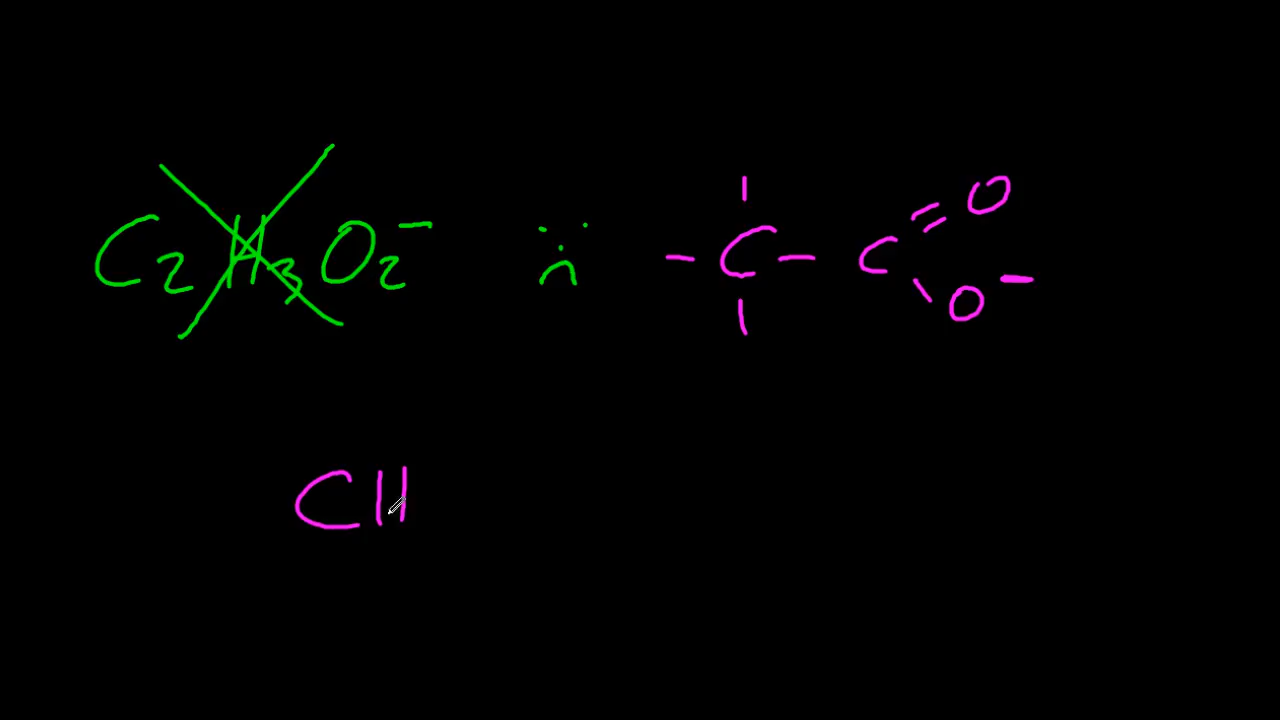 C2H3O2−
C − C = O
O−
CH